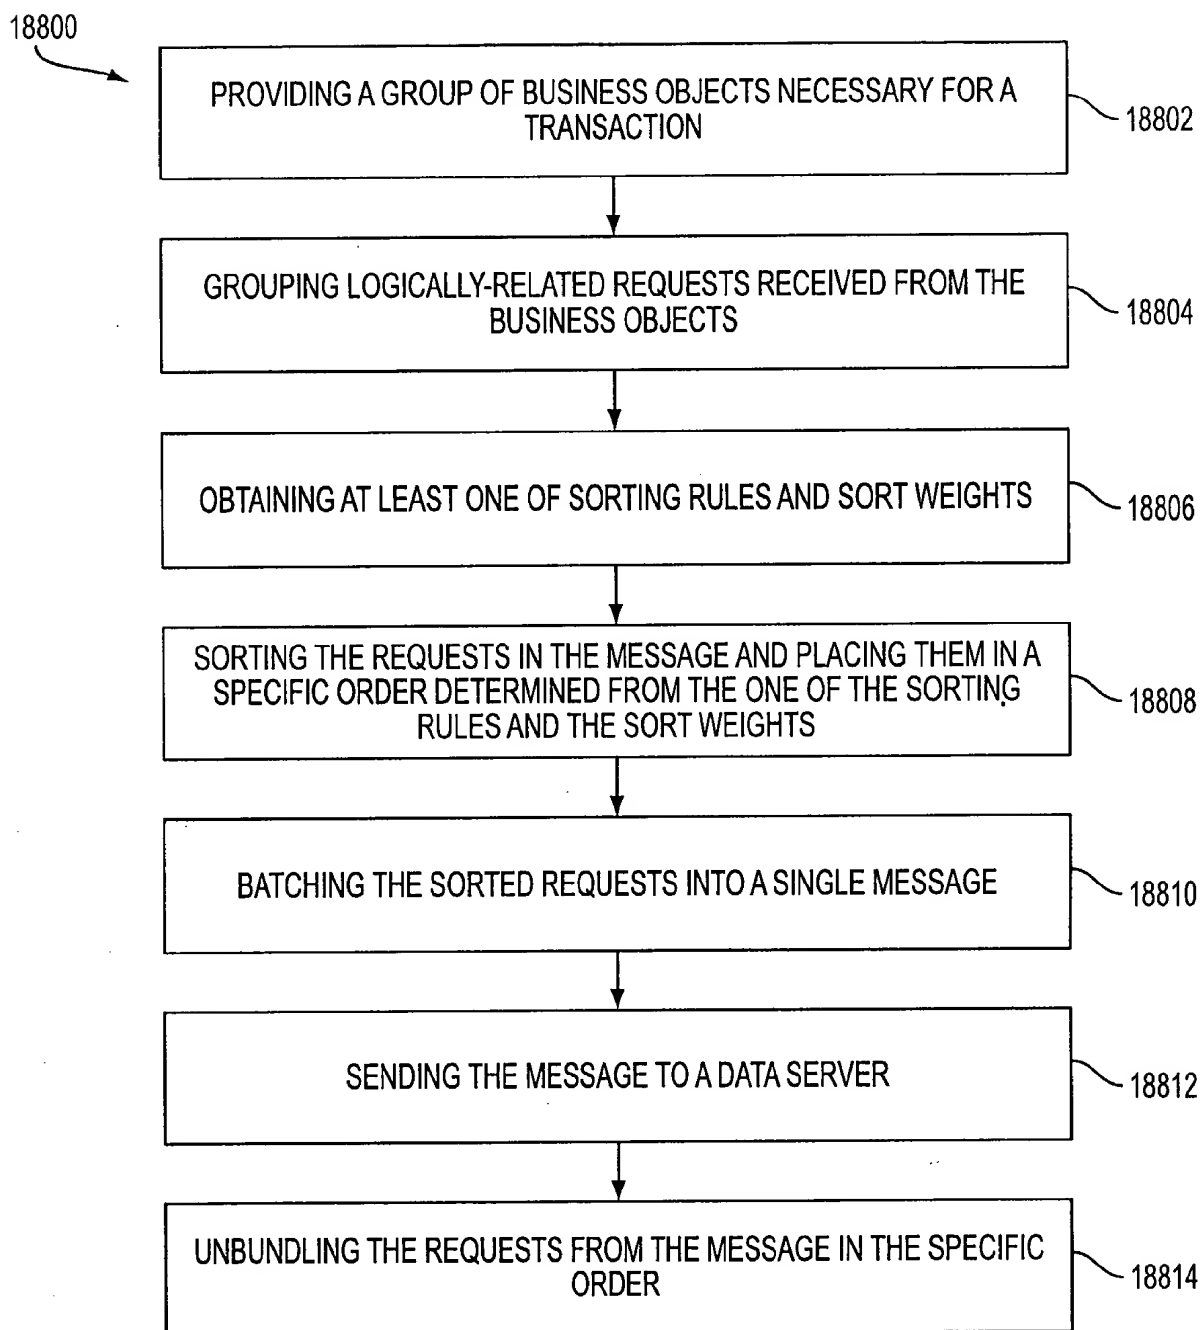 18800
PROVIDING A GROUP OF BUSINESS OBJECTS NECESSARY FOR A
TRANSACTION
18802
GROUPING LOGICALLY-RELATED REQUESTS RECEIVED FROM THE
BUSINESS OBJECTS
18804
OBTAINING AT LEAST ONE OF SORTING RULES AND SORT WEIGHTS
18806
SORTING THE REQUESTS IN THE MESSAGE AND PLACING THEM IN A
SPECIFIC ORDER DETERMINED FROM THE ONE OF THE SORTING
RULES AND THE SORT WEIGHTS
18808
BATCHING THE SORTED REQUESTS INTO A SINGLE MESSAGE
18810
SENDING THE MESSAGE TO A DATA SERVER
18812
UNBUNDLING THE REQUESTS FROM THE MESSAGE IN THE SPECIFIC
ORDER
18814